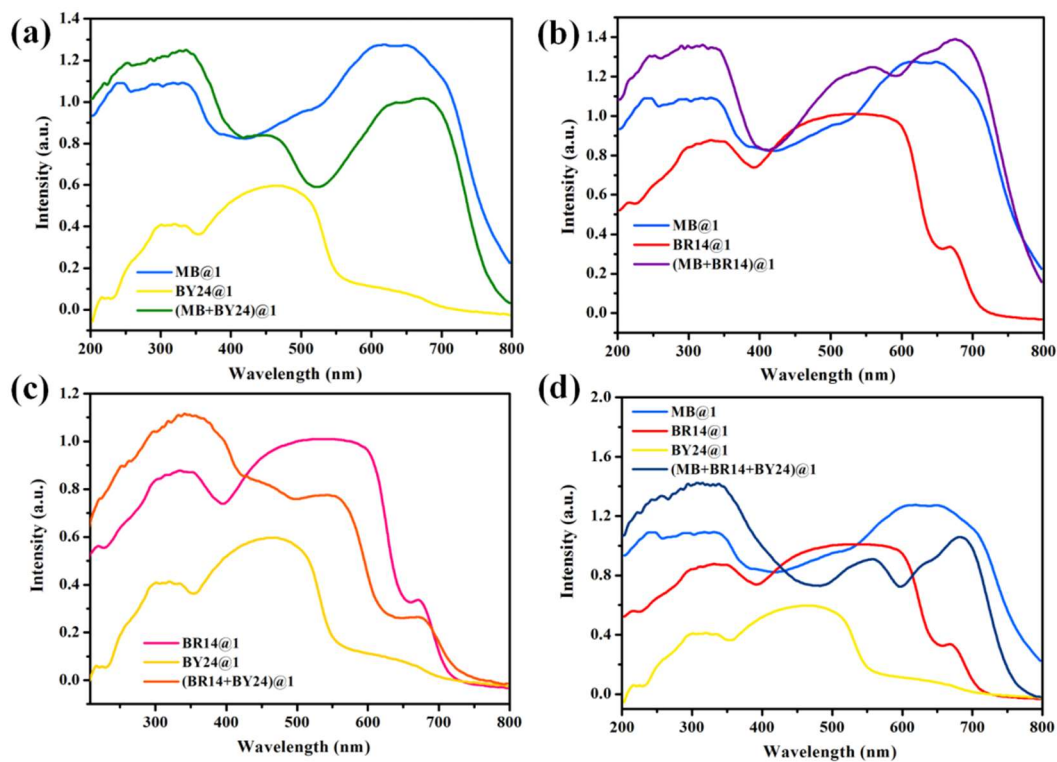 (a)
1.4
1.2
1.0
0.8
0.6
0.4
0.2
0.0
Intensity (a.u.)
MB@1
BY24@1
(MB+BY24)@1
200 300 400 500 600 700 800
Wavelength (nm)
(b)
1.4
1.2
1.0
0.8
0.6
0.4
0.2
0.0
Intensity (a.u.)
MB@1
BR14@1
(MB+BR14)@1
200 300 400 500 600 700 800
Wavelength (nm)
(c)
1.2
1.0
0.8
0.6
0.4
0.2
0.0
Intensity (a.u.)
BR14@1
BY24@1
(BR14+BY24)@1
300 400 500 600 700 800
Wavelength (nm)
(d)
2.0
1.6
1.2
0.8
0.4
0.0
Intensity (a.u.)
MB@1
BR14@1
BY24@1
(MB+BR14+BY24)@1
200 300 400 500 600 700 800
Wavelength (nm)